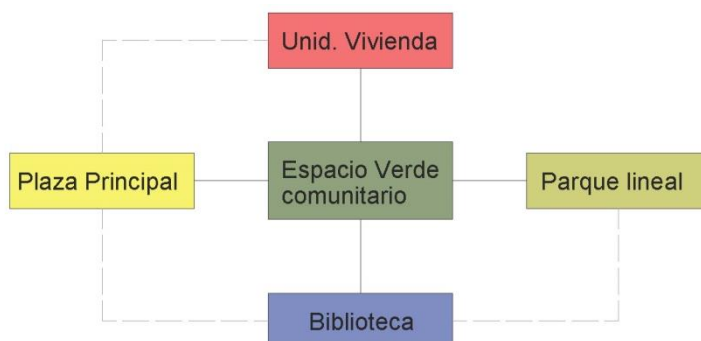 Unid. Vivienda
Plaza Principal
Espacio Verde
comunitario
Parque lineal
Biblioteca